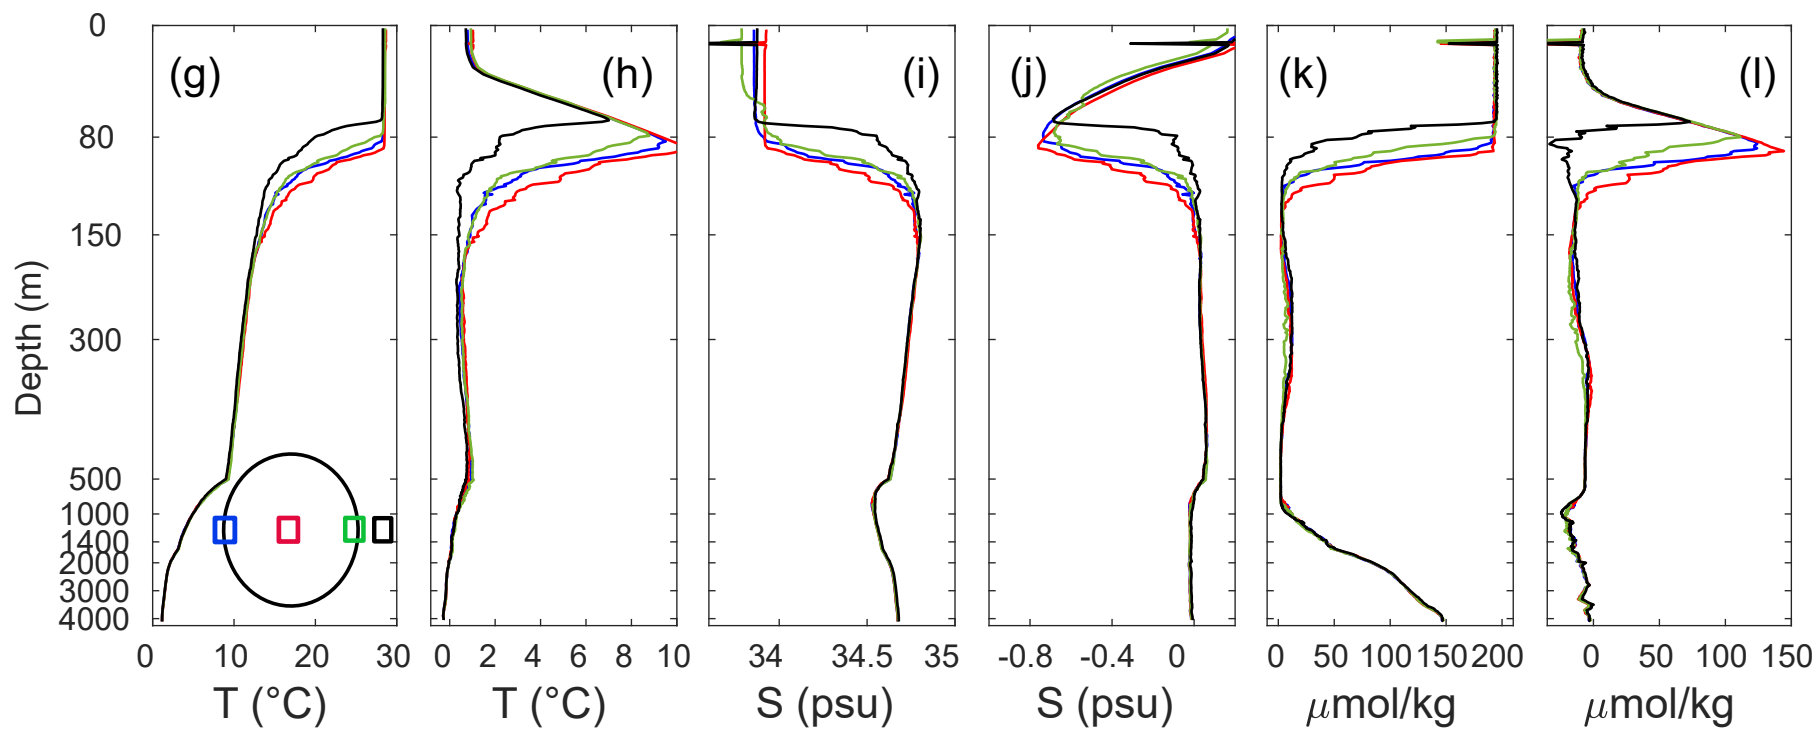 0
80
150
300
500
1000
1400
2000
3000
4000
Depth (m)
(g)
(h)
(i)
(j)
(k)
(l)
0 10 20 30
0 2 4 6 8 10
34 34.5 35
-0.8 -0.4 0
0 50 100 150 200
0 50 100 150
T (°C)
T (°C)
S (psu)
S (psu)
μmol/kg
μmol/kg